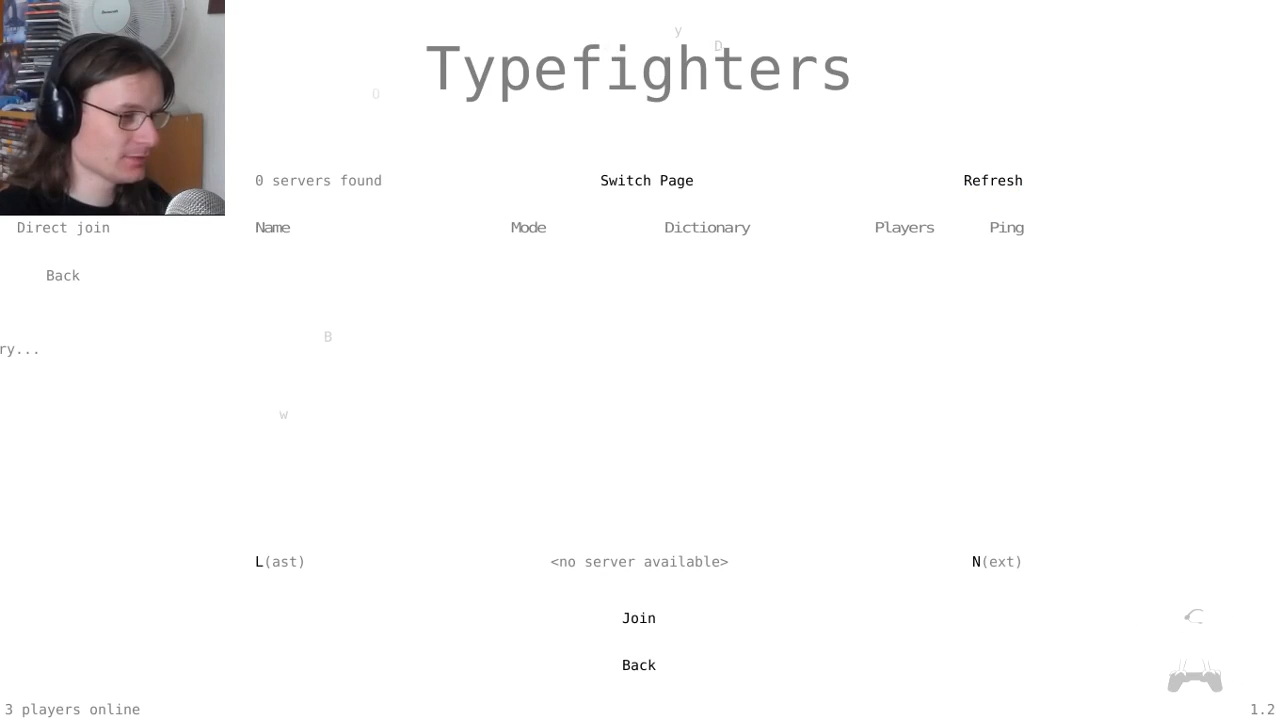 y
D
Typefighters
0
0 servers found Switch Page Refresh
Direct join Name Mode Dictionary Players Ping
Back
B
ry...
w
L(ast) <no server available> N(ext)
Join
Back
3 players online 1.2